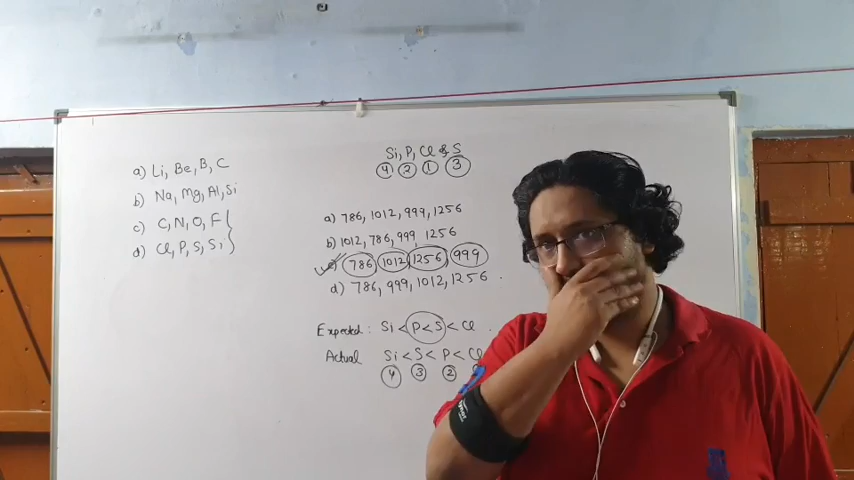 a) Li, Be, B, C
b) Na, Mg, Al, Si
c) C, N, O, F
d) Cl, P, S, Si
Si, P, Cl & S
4 2 1 3
a) 786, 1012, 999, 1256
b) 1012, 786, 999, 1256
c) 786 1012 1256 999
d) 786, 999, 1012, 1256
Expected: Si < P < S < Cl
Actual Si < S < P < Cl
4 3 2